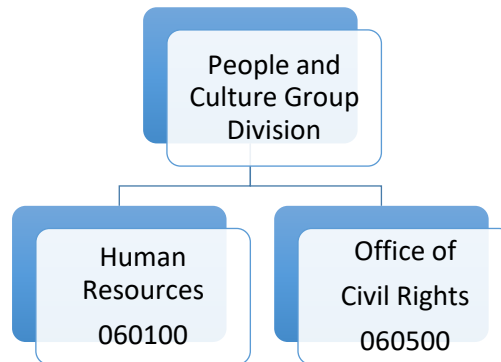 People and
Culture Group
Division
Human
Resources
060100
Office of
Civil Rights
060500